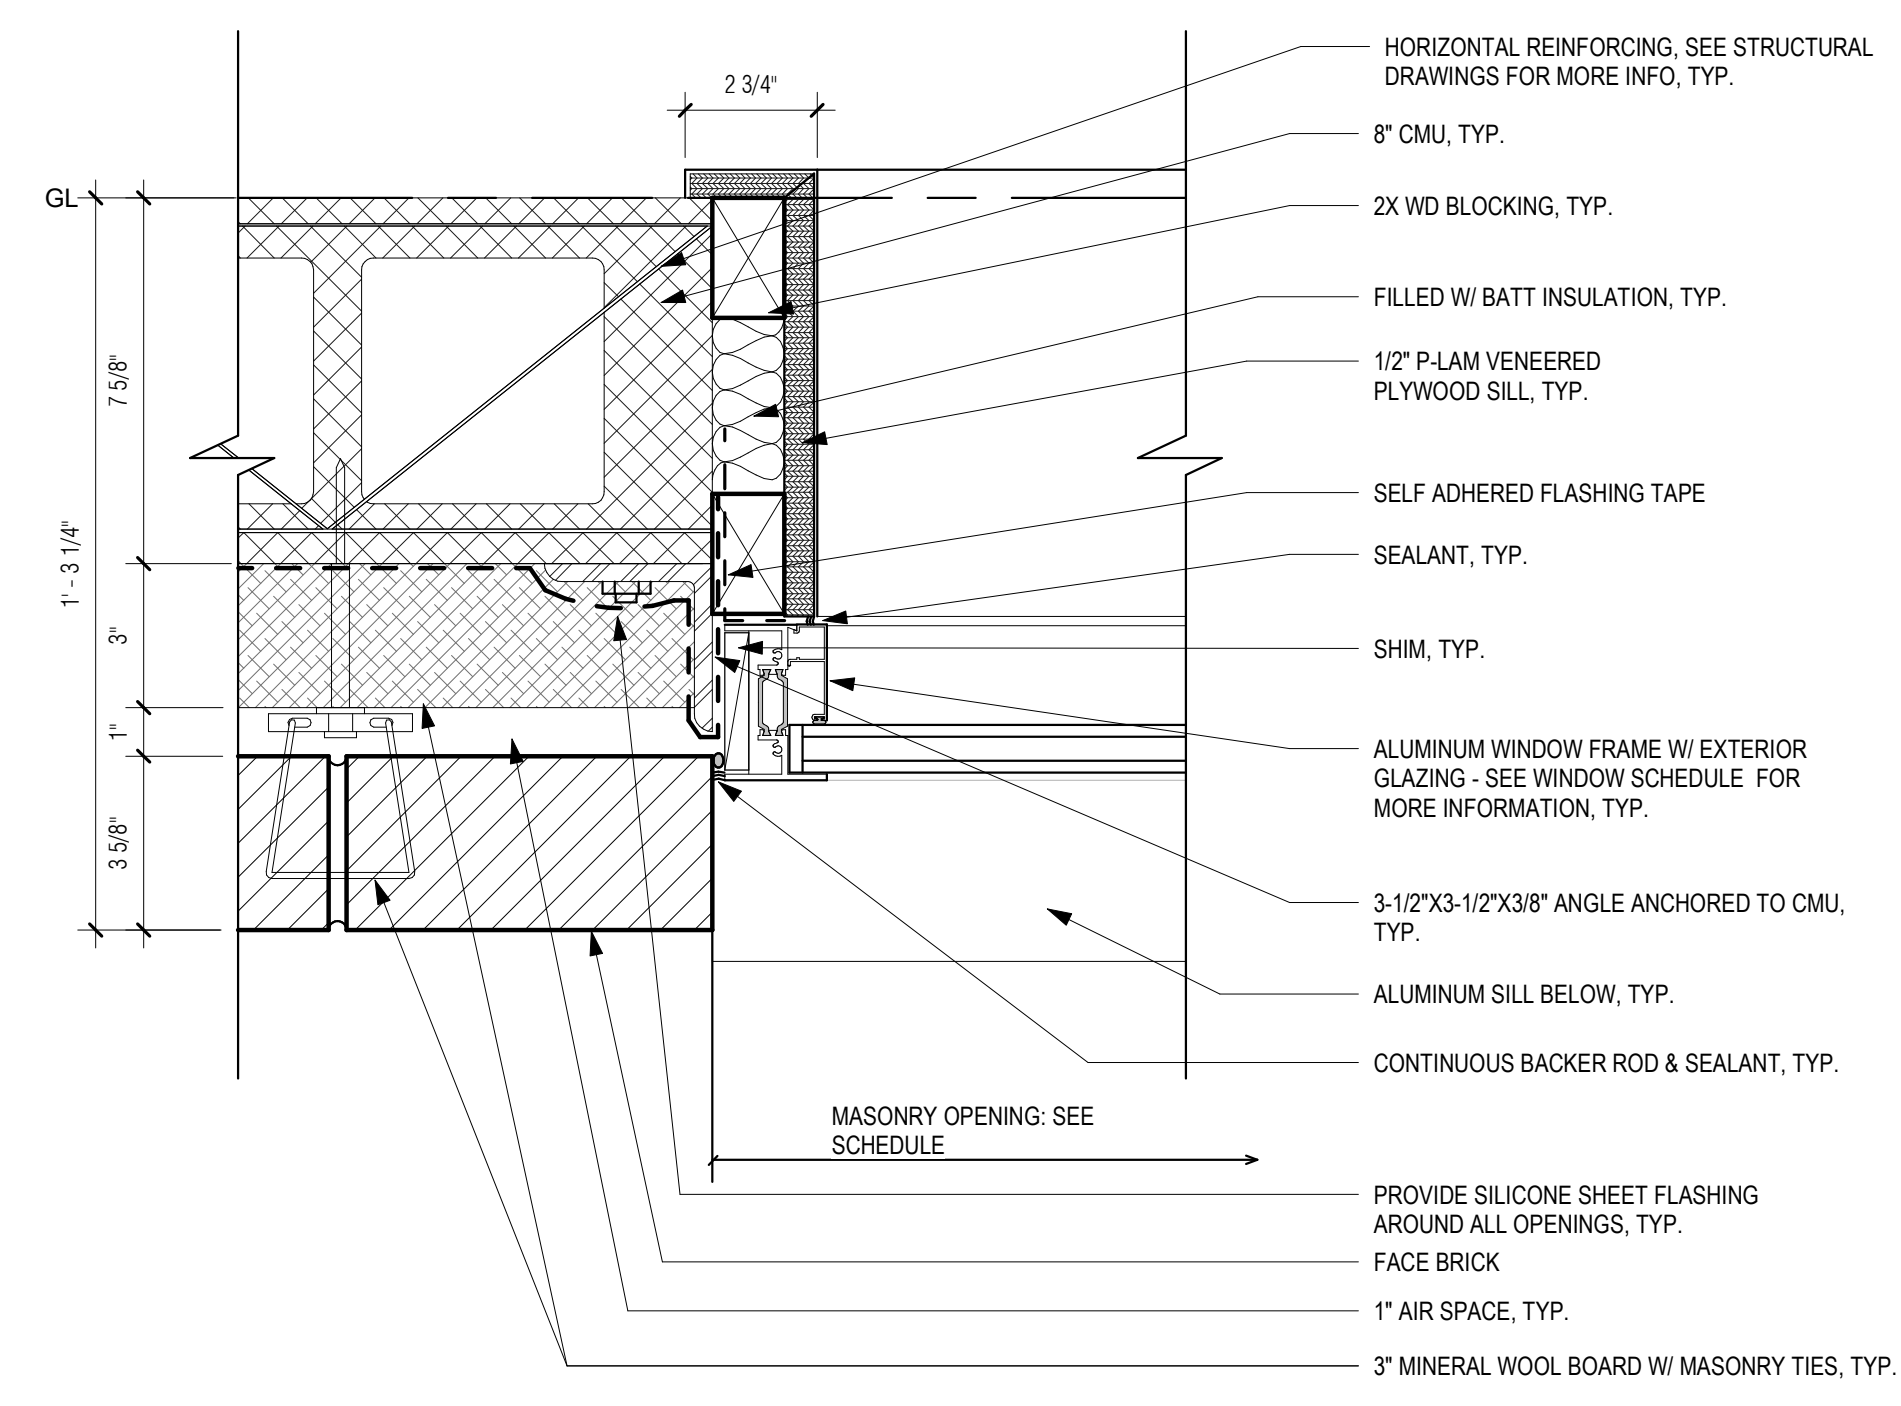 HORIZONTAL REINFORCING, SEE STRUCTURAL
DRAWINGS FOR MORE INFO, TYP.
2 3/4"
8" CMU, TYP.
GL
2X WD BLOCKING, TYP.
FILLED W/ BATT INSULATION, TYP.
7 5/8"
1/2" P-LAM VENEERED
PLYWOOD SILL, TYP.
SELF ADHERED FLASHING TAPE
SEALANT, TYP.
1' - 3 1/4"
3"
SHIM, TYP.
1"
ALUMINUM WINDOW FRAME W/ EXTERIOR
GLAZING - SEE WINDOW SCHEDULE FOR
MORE INFORMATION, TYP.
3 5/8"
3-1/2"X3-1/2"X3/8" ANGLE ANCHORED TO CMU,
TYP.
ALUMINUM SILL BELOW, TYP.
CONTINUOUS BACKER ROD & SEALANT, TYP.
MASONRY OPENING: SEE
SCHEDULE
PROVIDE SILICONE SHEET FLASHING
AROUND ALL OPENINGS, TYP.
FACE BRICK
1" AIR SPACE, TYP.
3" MINERAL WOOL BOARD W/ MASONRY TIES, TYP.